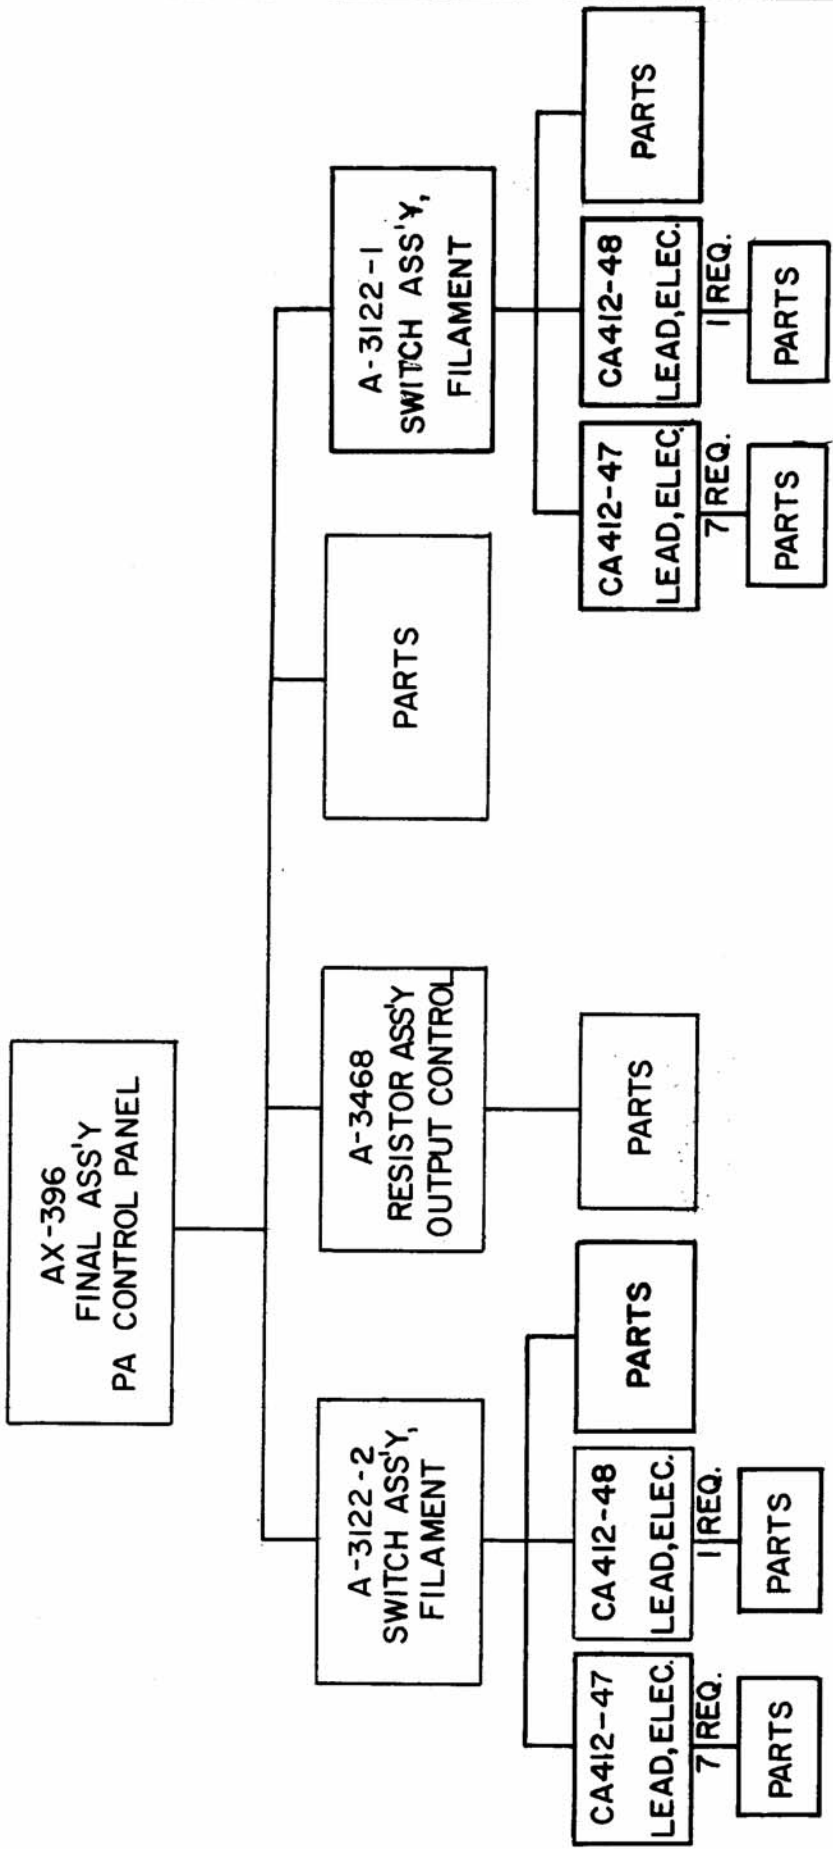 AX-396
FINAL ASS'Y
PA CONTROL PANEL
A-3122-2
SWITCH ASS'Y,
FILAMENT
A-3468
RESISTOR ASS'Y
OUTPUT CONTROL
PARTS
A-3122-1
SWITCH ASS'Y,
FILAMENT
CA412-47
LEAD,ELEC.
7 REQ.
PARTS
CA412-48
LEAD,ELEC.
1 REQ.
PARTS
PARTS
PARTS
CA412-47
LEAD,ELEC.
7 REQ.
PARTS
CA412-48
LEAD,ELEC.
1 REQ.
PARTS
PARTS